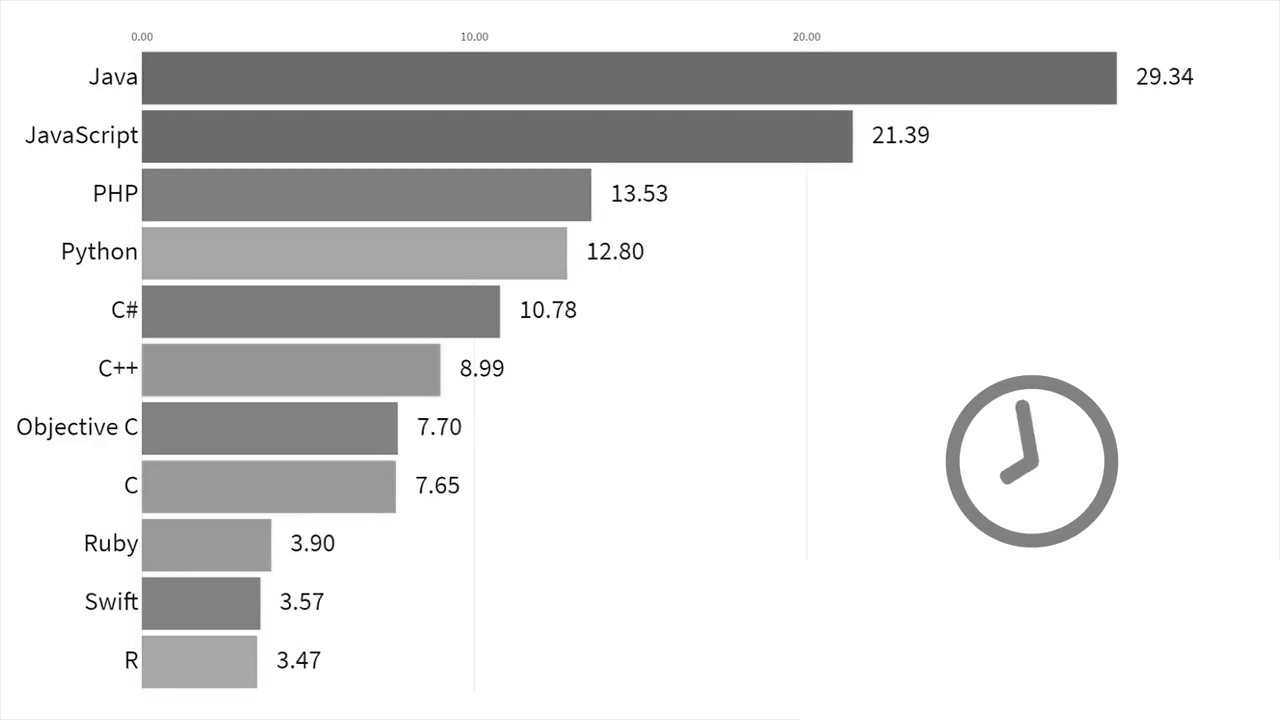 0.00 10.00 20.00
Java 29.34
JavaScript 21.39
PHP 13.53
Python 12.80
C# 10.78
C++ 8.99
Objective C 7.70
C 7.65
Ruby 3.90
Swift 3.57
R 3.47